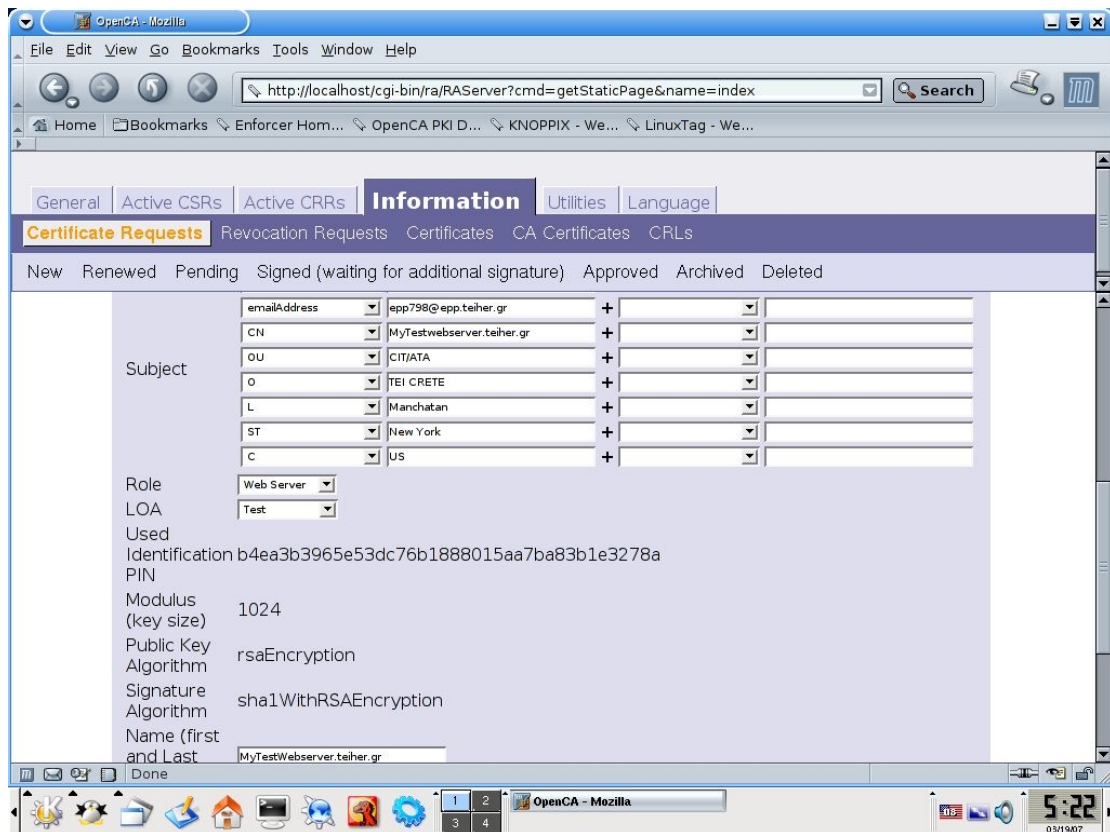 OpenCA - Mozilla
File Edit View Go Bookmarks Tools Window Help
http://localhost/cgi-bin/ra/RAServer?cmd=getStaticPage&name=index Search
Home Bookmarks Enforcer Hom... OpenCA PKI D... KNOPPIX - We... LinuxTag - We...
General Active CSRs Active CRRs Information Utilities Language
Certificate Requests Revocation Requests Certificates CA Certificates CRLs
New Renewed Pending Signed (waiting for additional signature) Approved Archived Deleted
emailAddress epp798@epp.teiher.gr +
CN MyTestwebserver.teiher.gr +
OU CIT/ATA +
Subject
O TEI CRETE +
L Manchatan +
ST New York +
C US +
Role Web Server
LOA Test
Used
Identification b4ea3b3965e53dc76b1888015aa7ba83b1e3278a
PIN
Modulus
(key size) 1024
Public Key
Algorithm rsaEncryption
Signature
Algorithm sha1WithRSAEncryption
Name (first
and Last MyTestWebserver.teiher.gr
Done
1 2 OpenCA - Mozilla
3 4
US 5:22
03/19/07